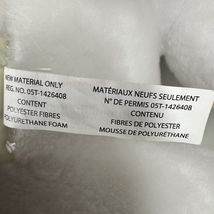 NEW MATERIAL ONLY
REG. NO. 05T-1426408
CONTENT
POLYESTER FIBRES
POLYURETHANE FOAM
MATÉRIAUX NEUFS SEULEMENT
N° DE PERMIS 05T-1426408
CONTENU
FIBRES DE POLYESTER
MOUSSE DE POLYURÉTHANE